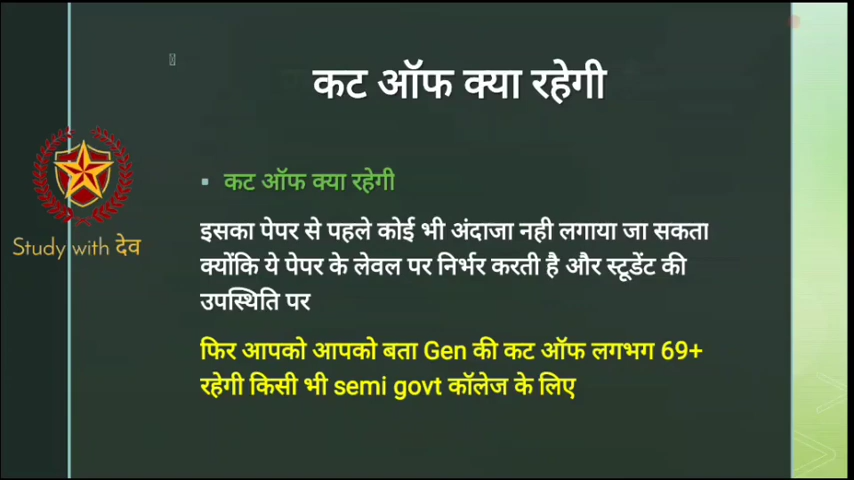 कट ऑफ क्या रहेगी
कट ऑफ क्या रहेगी
Study with देव
इसका पेपर से पहले कोई भी अंदाजा नही लगाया जा सकता
क्योंकि ये पेपर के लेवल पर निर्भर करती है और स्टूडेंट की
उपस्थिति पर
फिर आपको आपको बता Gen की कट ऑफ लगभग 69+
रहेगी किसी भी semi govt कॉलेज के लिए